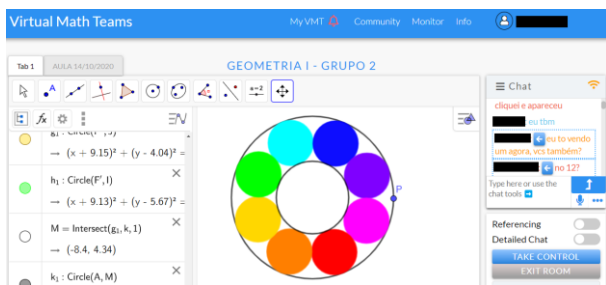 Virtual Math Teams
My VMT Community Monitor Info
Tab 1 AULA 14/10/2020
GEOMETRIA I - GRUPO 2
A
a=2
fx
→ (x + 9.15)² + (y - 4.04)² =
h₁ : Circle(F', I)
→ (x + 9.13)² + (y - 5.67)² =
M = Intersect(g₁, k, 1)
→ (-8.4, 4.34)
k₁ : Circle(A, M)
P
Chat
cliquei e apareceu
eu tbm
eu to vendo
um agora, vcs também?
no 12?
Type here or use the
chat tools
Referencing
Detailed Chat
TAKE CONTROL
EXIT ROOM